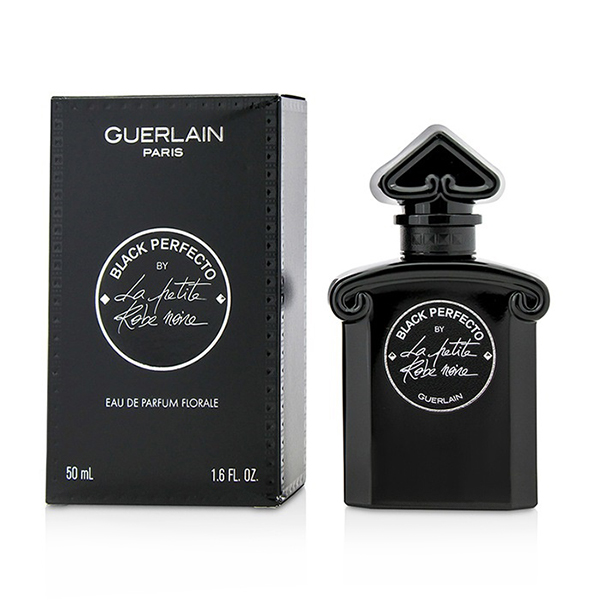 GUERLAIN
PARIS
BLACK PERFECTO
BY
La petite
Robe noire
EAU DE PARFUM FLORALE
50 mL 1.6 FL. OZ.
BLACK PERFECTO
BY
La petite
Robe noire
GUERLAIN